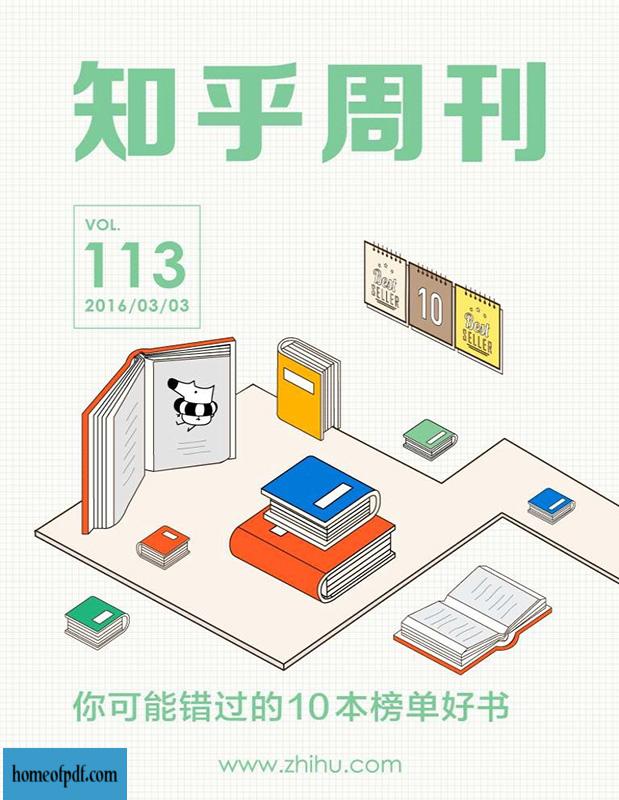 知乎周刊
VOL.
113
2016/03/03
Best
SELLER
10
Best
SELLER
你可能错过的10本榜单好书
www.zhihu.com
homeofpdf.com